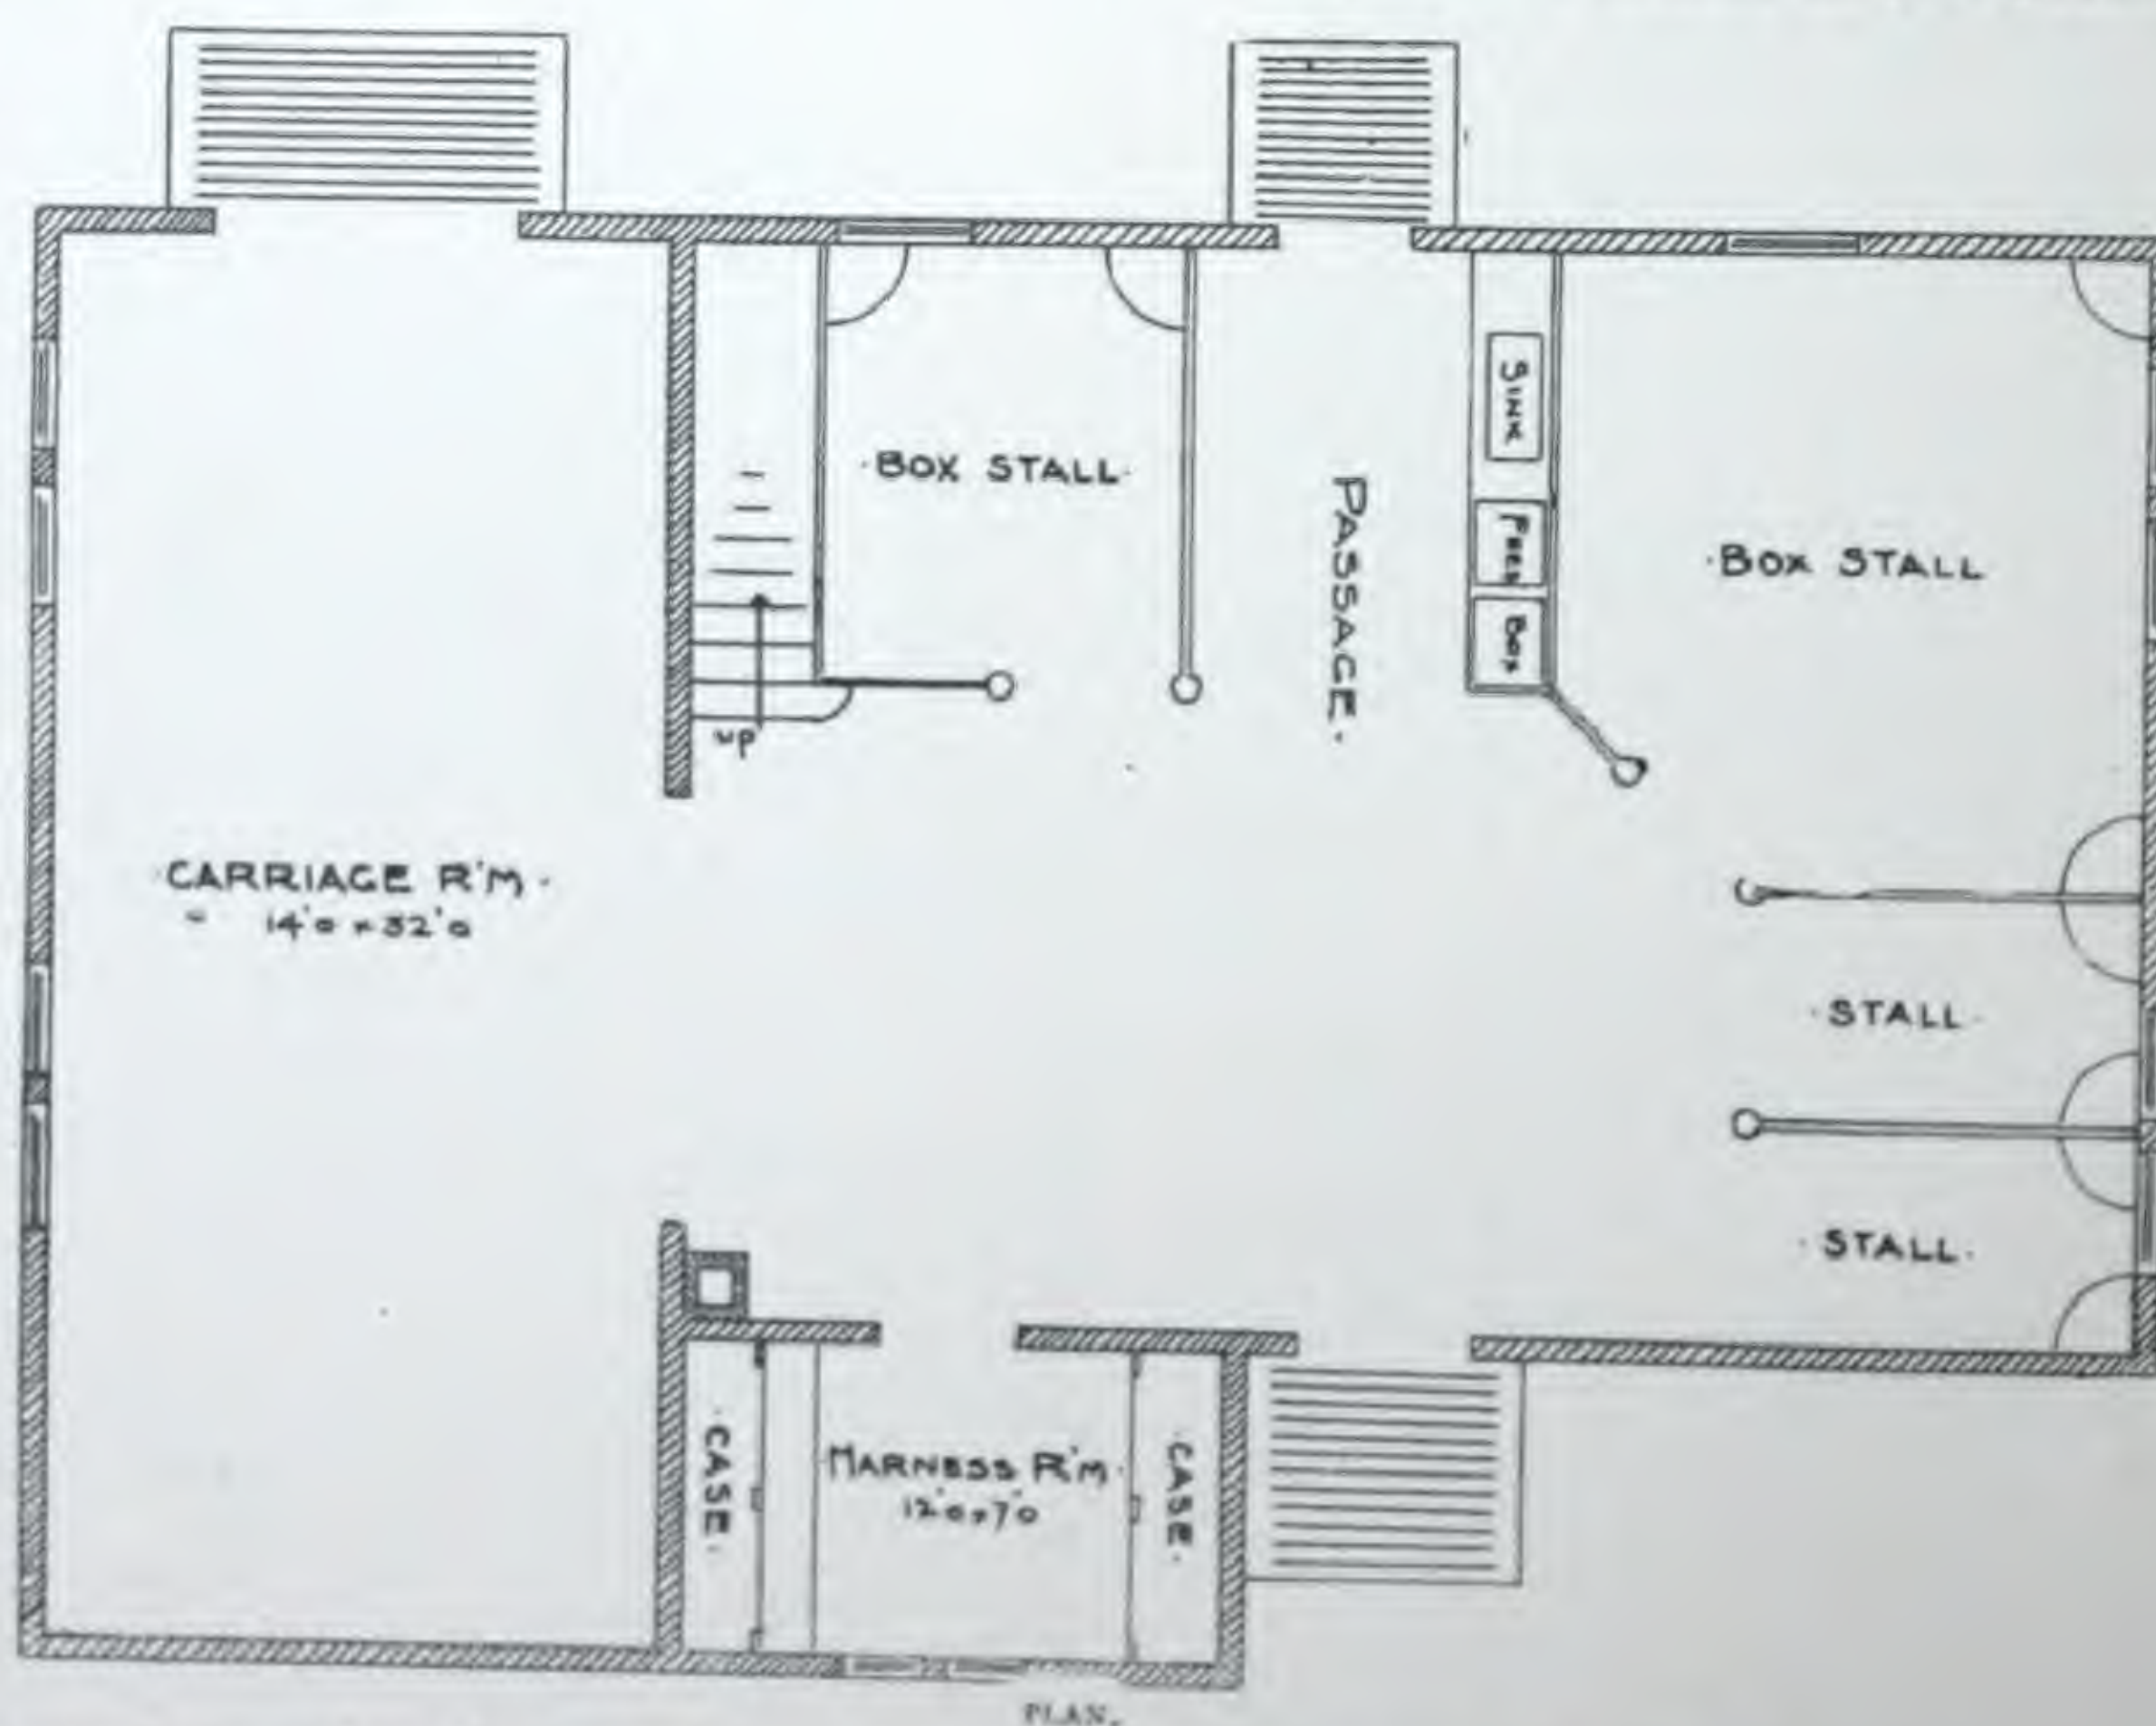 SINK
·BOX STALL·
PASSAGE·
FEED
BOX
·BOX STALL
UP
·CARRIAGE R'M·
14'0 × 32'0
·STALL·
·STALL·
·CASE·
HARNESS R'M·
12'0 × 7'0
·CASE·
PLAN.